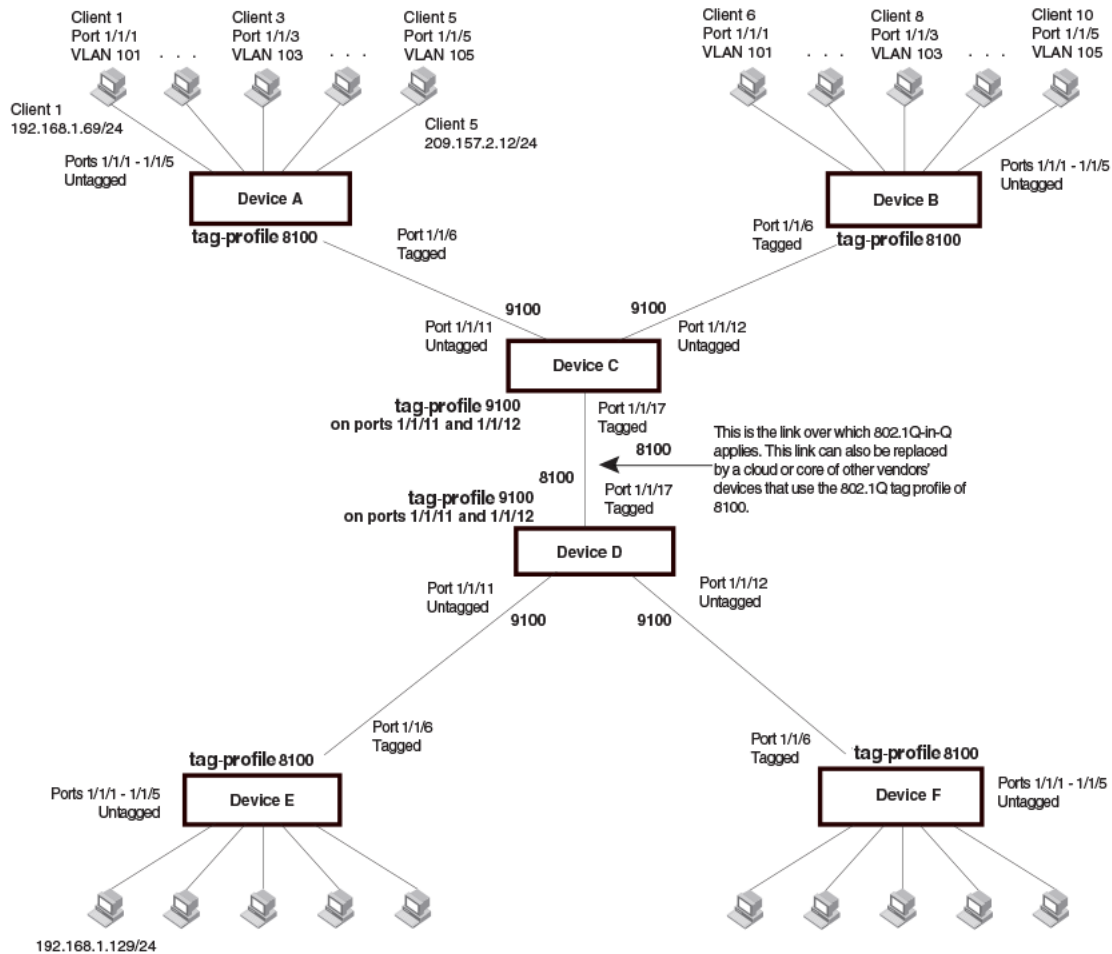 Client 1
Port 1/1/1
VLAN 101
. . .
Client 3
Port 1/1/3
VLAN 103
. . .
Client 5
Port 1/1/5
VLAN 105
Client 6
Port 1/1/1
VLAN 101
. . .
Client 8
Port 1/1/3
VLAN 103
. . .
Client 10
Port 1/1/5
VLAN 105
Client 1
192.168.1.69/24
Client 5
209.157.2.12/24
Ports 1/1/1 - 1/1/5
Untagged
Device A
tag-profile 8100
Ports 1/1/1 - 1/1/5
Untagged
Device B
tag-profile 8100
Port 1/1/6
Tagged
Port 1/1/6
Tagged
9100
9100
Port 1/1/11
Untagged
Port 1/1/12
Untagged
Device C
tag-profile 9100
on ports 1/1/11 and 1/1/12
Port 1/1/17
Tagged
8100
This is the link over which 802.1Q-in-Q
applies. This link can also be replaced
by a cloud or core of other vendors'
devices that use the 802.1Q tag profile of
8100.
8100
tag-profile 9100
on ports 1/1/11 and 1/1/12
Port 1/1/17
Tagged
Device D
Port 1/1/11
Untagged
Port 1/1/12
Untagged
9100
9100
Port 1/1/6
Tagged
Port 1/1/6
Tagged
tag-profile 8100
Ports 1/1/1 - 1/1/5
Untagged
Device E
tag-profile 8100
Device F
Ports 1/1/1 - 1/1/5
Untagged
192.168.1.129/24